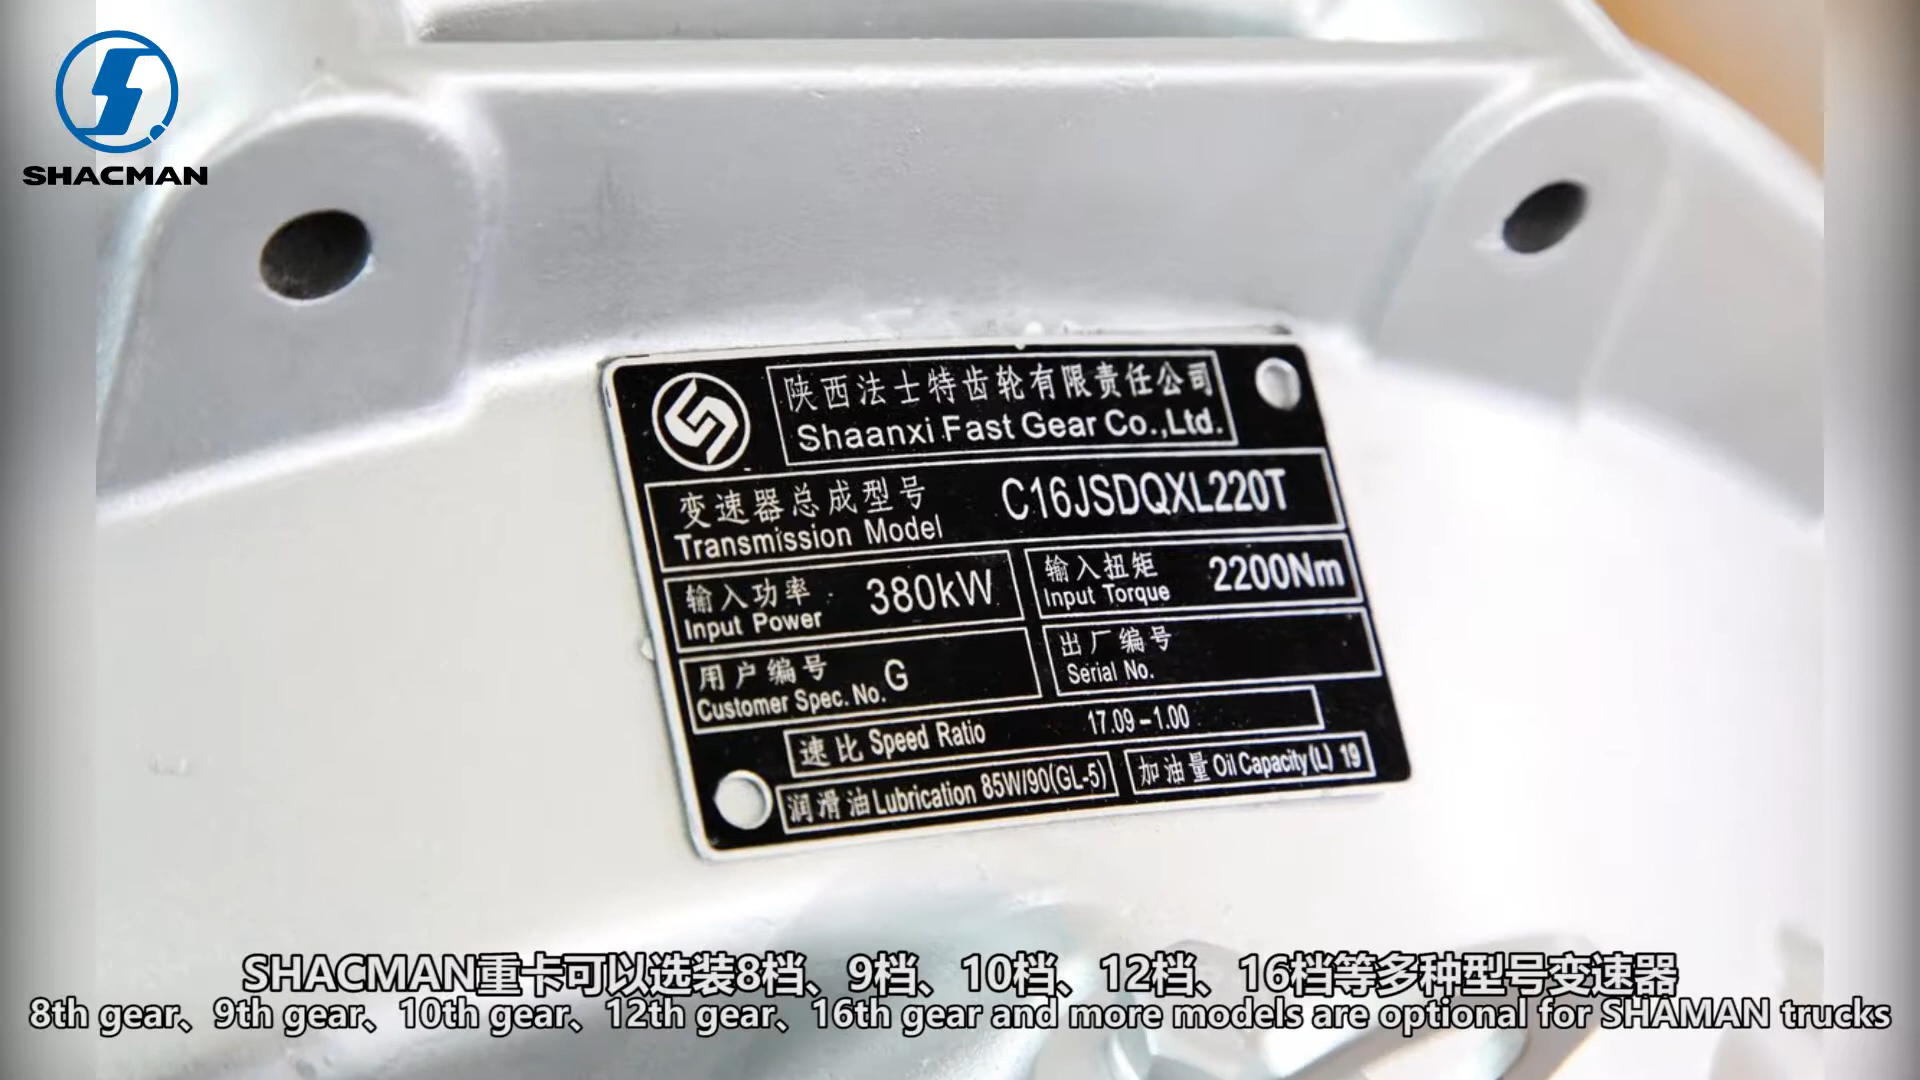 SHACMAN
陕西法士特齿轮有限责任公司
Shaanxi Fast Gear Co.,Ltd.
变速器总成型号
Transmission Model
C16JSDQXL220T
输入功率
Input Power
380kW
输入扭矩
Input Torque
2200Nm
用户编号
Customer Spec. No.
G
出厂编号
Serial No.
速比 Speed Ratio 17.09-1.00
润滑油 Lubrication 85W/90(GL-5)
加油量 Oil Capacity(L) 19
SHACMAN重卡可以选装8档、9档、10档、12档、16档等多种型号变速器
8th gear、9th gear、10th gear、12th gear、16th gear and more models are optional for SHAMAN trucks